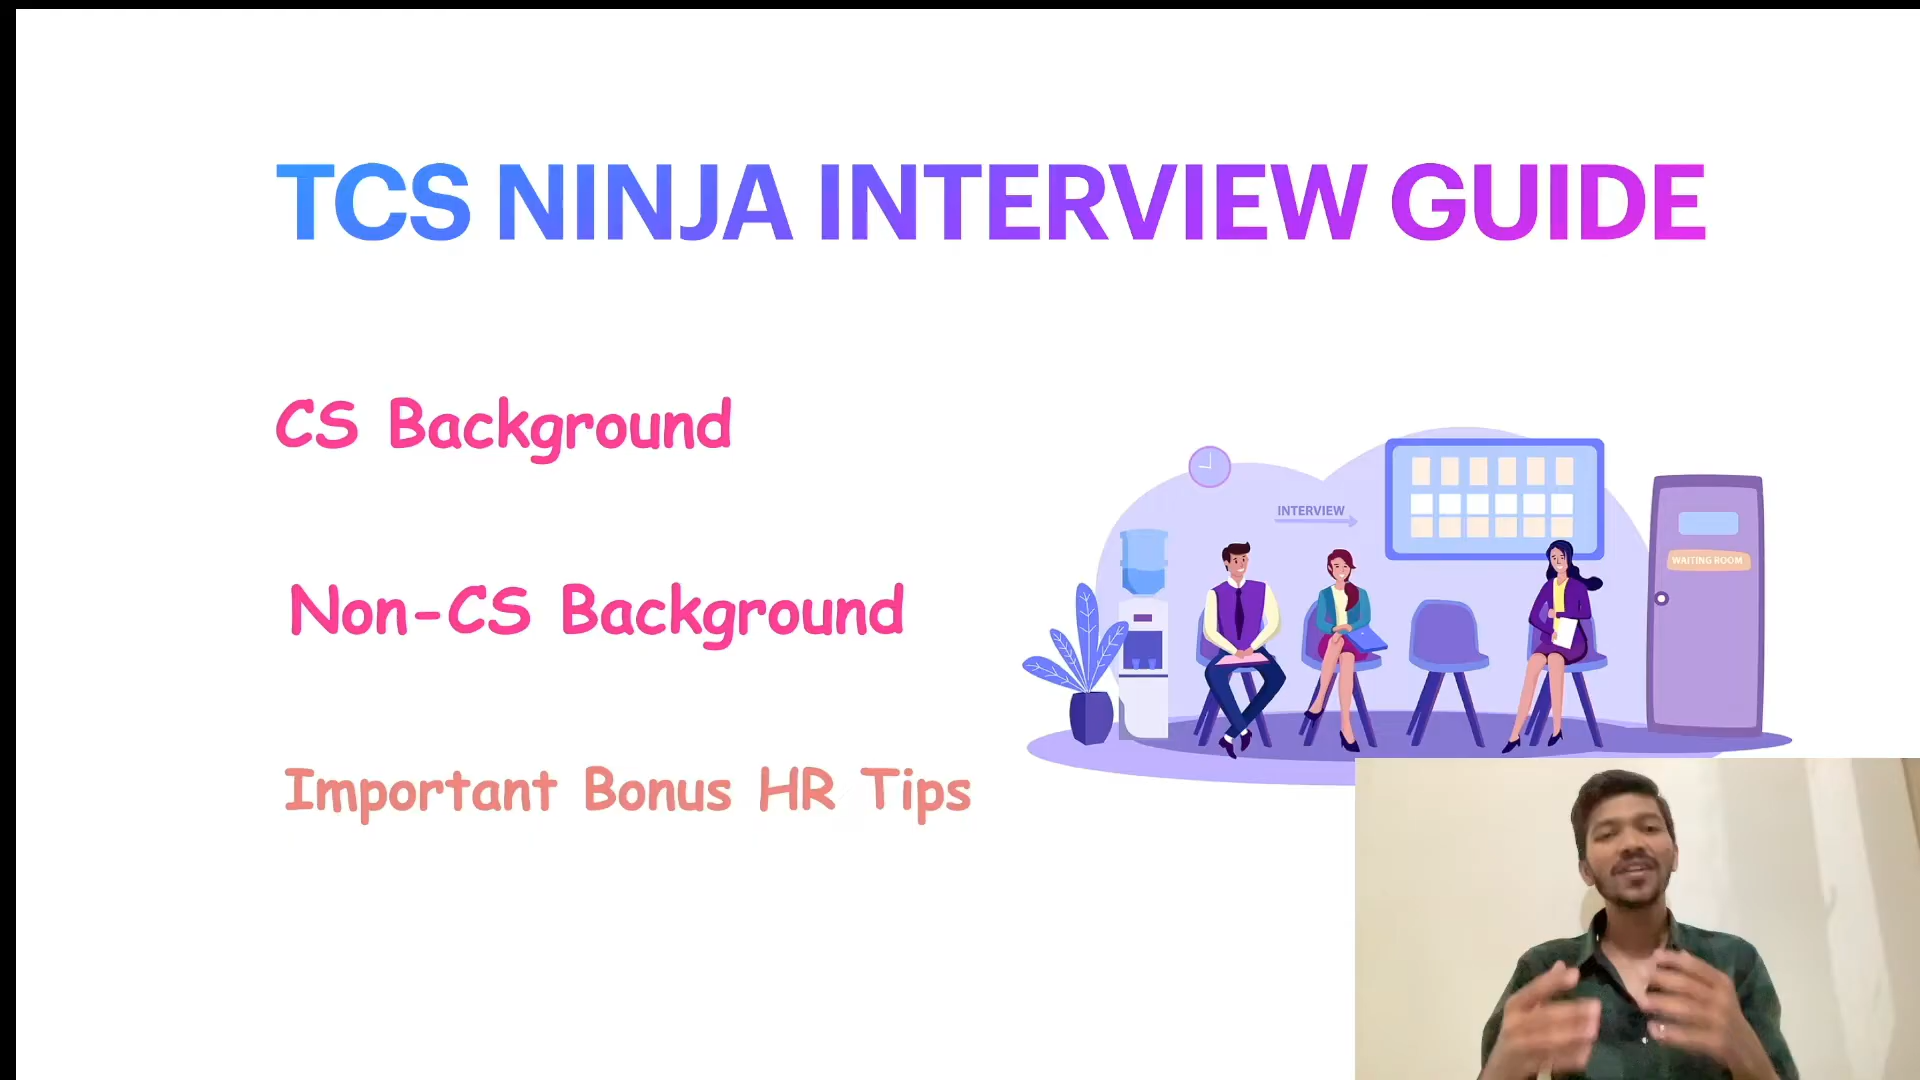 TCS NINJA INTERVIEW GUIDE
CS Background
Non-CS Background
Important Bonus HR Tips
INTERVIEW
WAITING ROOM